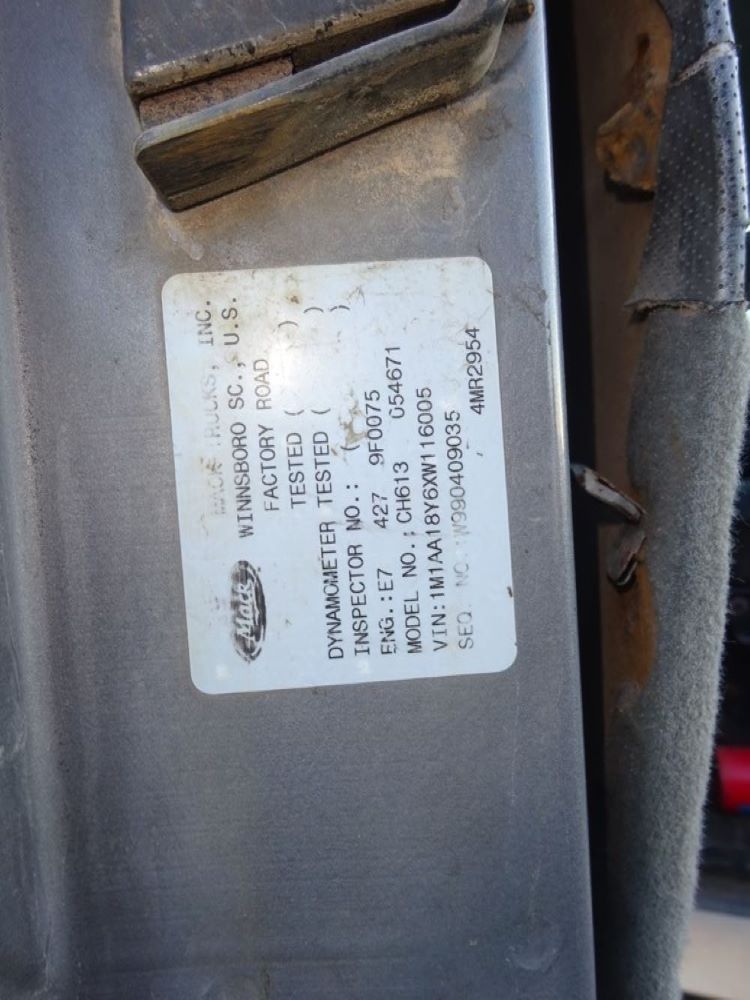 Mack
MACK TRUCKS, INC.
WINNSBORO SC., U.S.
FACTORY ROAD
TESTED ( )
DYNAMOMETER TESTED ( )
INSPECTOR NO.: ( )
ENG.:E7 427 9F0075
MODEL NO.: CH613 054671
VIN:1M1AA18Y6XW116005
SEQ. NO.:W990409035
4MR2954